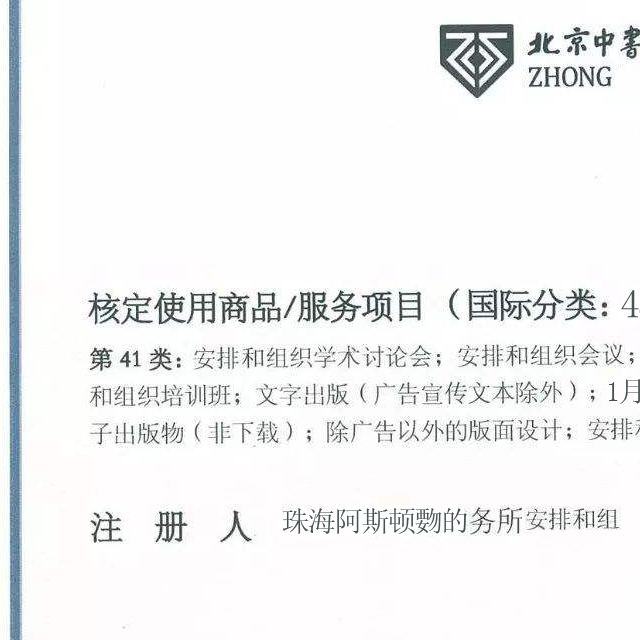 北京中書
ZHONG
核定使用商品/服务项目（国际分类：4
第 41 类：安排和组织学术讨论会；安排和组织会议；
和组织培训班；文字出版（广告宣传文本除外）；1月
子出版物（非下载）；除广告以外的版面设计；安排和
注 册 人 珠海阿斯顿覅的务所安排和组